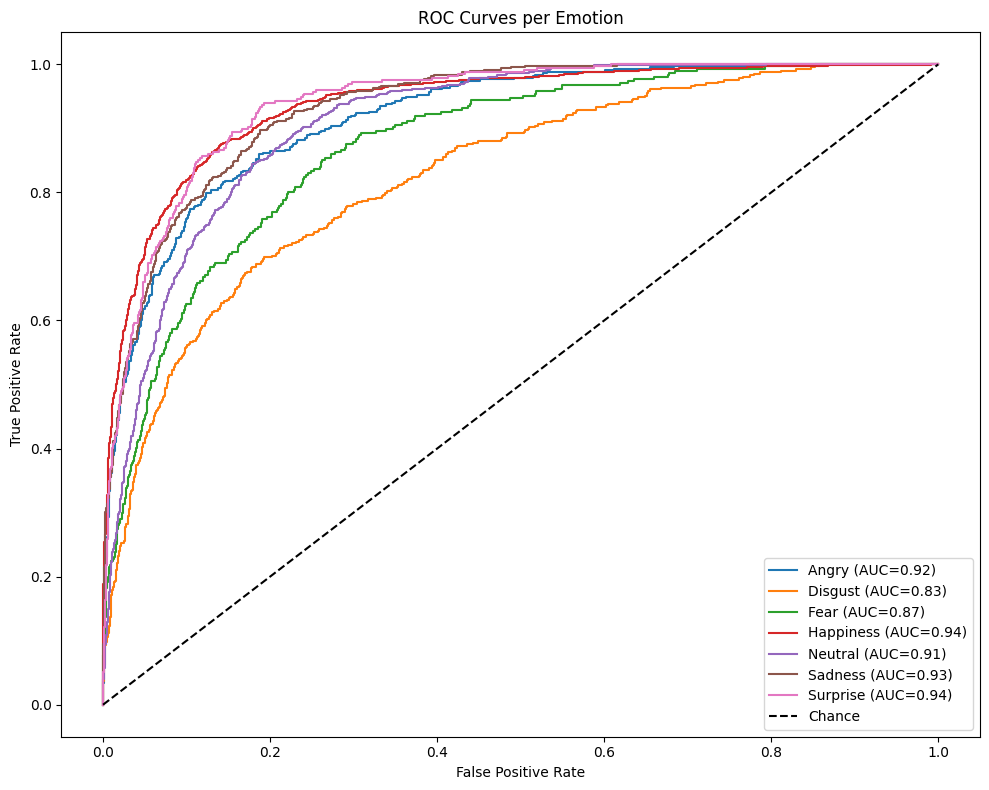 ROC Curves per Emotion
1.0
0.8
0.6
0.4
0.2
0.0
True Positive Rate
0.0 0.2 0.4 0.6 0.8 1.0
False Positive Rate
Angry (AUC=0.92)
Disgust (AUC=0.83)
Fear (AUC=0.87)
Happiness (AUC=0.94)
Neutral (AUC=0.91)
Sadness (AUC=0.93)
Surprise (AUC=0.94)
Chance